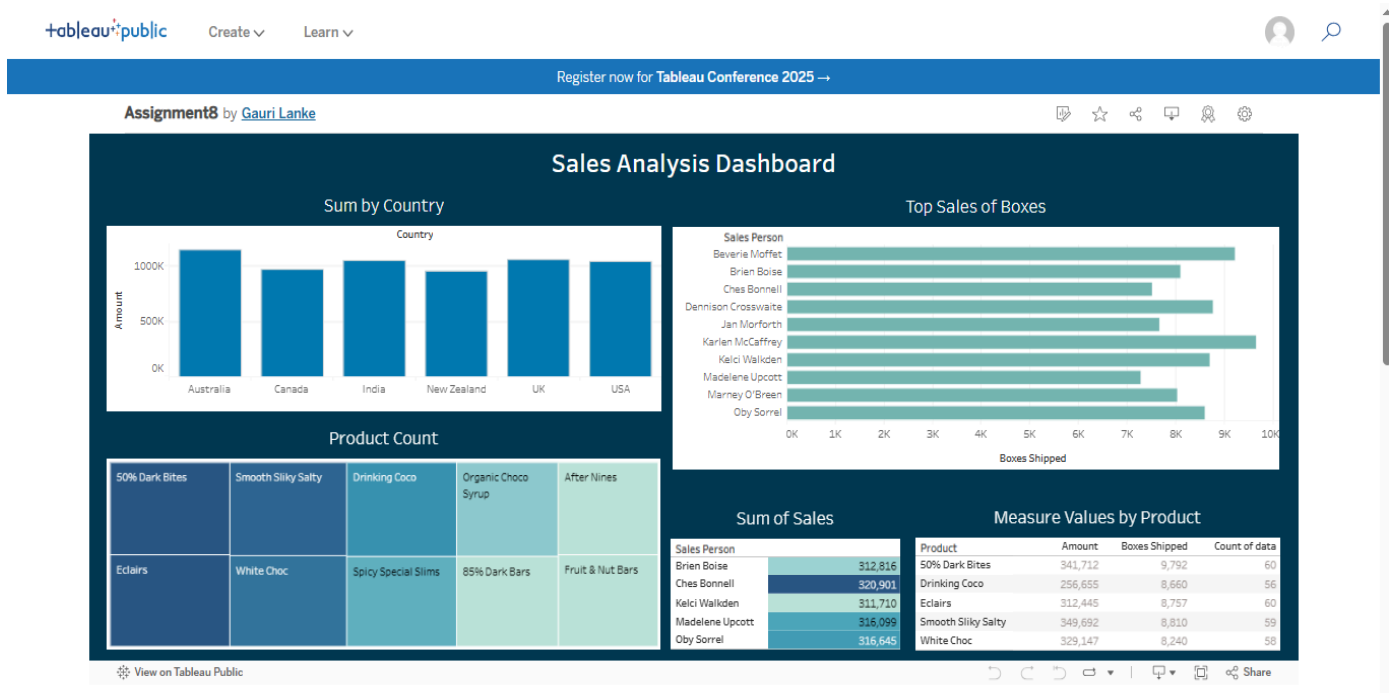 +ableau public Create Learn
Register now for Tableau Conference 2025 →
Assignment8 by Gauri Lanke
Sales Analysis Dashboard
Sum by Country
Country
Amount
1000K
500K
0K
Australia Canada India New Zealand UK USA
Top Sales of Boxes
Sales Person
Beverie Moffet
Brien Boise
Ches Bonnell
Dennison Crosswaite
Jan Morforth
Karlen McCaffrey
Kelci Walkden
Madelene Upcott
Marney O'Breen
Oby Sorrel
0K 1K 2K 3K 4K 5K 6K 7K 8K 9K 10K
Boxes Shipped
Product Count
50% Dark Bites Smooth Sliky Salty Drinking Coco Organic Choco After Nines
Syrup
Eclairs White Choc Spicy Special Slims 85% Dark Bars Fruit & Nut Bars
Sum of Sales
Sales Person
Brien Boise 312,816
Ches Bonnell 320,901
Kelci Walkden 311,710
Madelene Upcott 316,099
Oby Sorrel 316,645
Measure Values by Product
Product Amount Boxes Shipped Count of data
50% Dark Bites 341,712 9,792 60
Drinking Coco 256,655 8,660 56
Eclairs 312,445 8,757 60
Smooth Sliky Salty 349,692 8,810 59
White Choc 329,147 8,240 58
View on Tableau Public Share